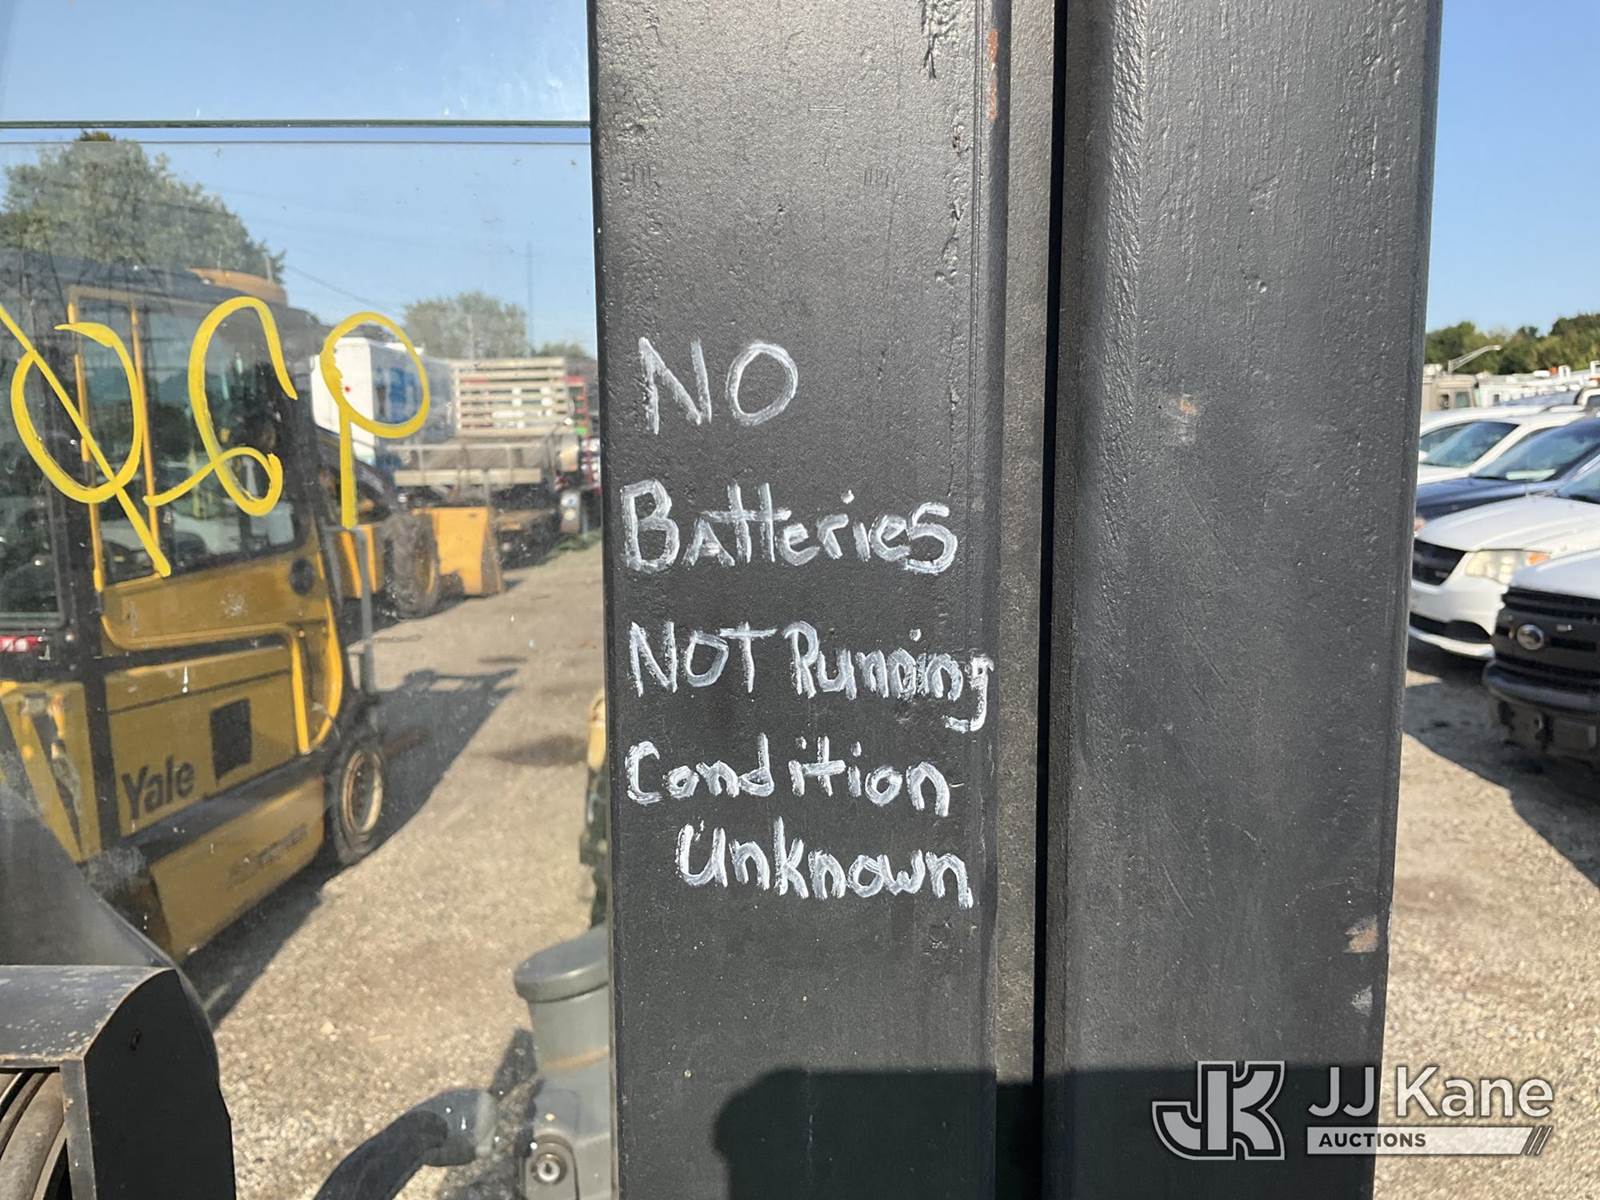 NO
Batteries
NOT Running
Condition
Unknown
Yale
JJ Kane
AUCTIONS